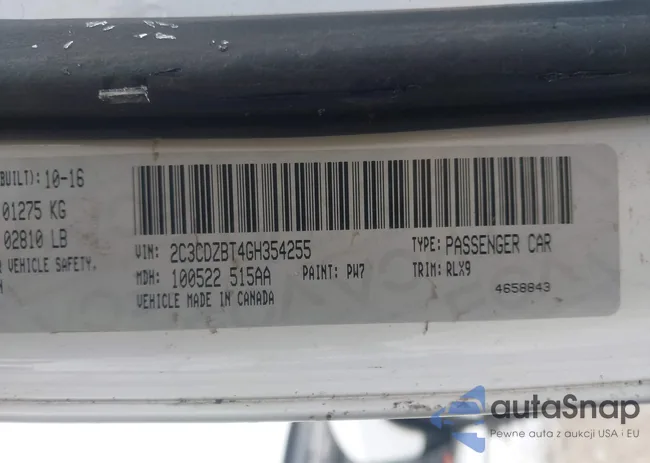 BUILT): 10-16
01275 KG
02810 LB
VEHICLE SAFETY,
VIN: 2C3CDZBT4GH354255 TYPE: PASSENGER CAR
MDH: 100522 515AA PAINT: PW7 TRIM: RLX9
VEHICLE MADE IN CANADA 4658843
autoSnap
Pewne auta z aukcji USA i EU